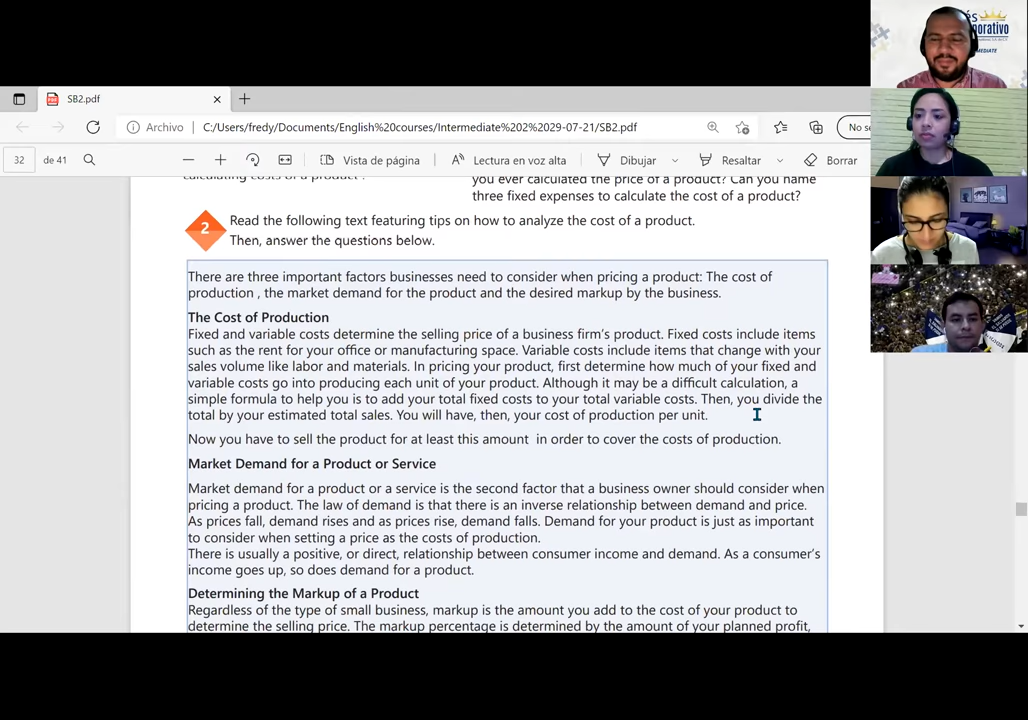 SB2.pdf
Archivo
C:/Users/fredy/Documents/English%20courses/Intermediate%202%2029-07-21/SB2.pdf
No se
32 de 41
Vista de página
Lectura en voz alta
Dibujar
Resaltar
Borrar
calculating costs of a product .
you ever calculated the price of a product? Can you name
three fixed expenses to calculate the cost of a product?
2
Read the following text featuring tips on how to analyze the cost of a product.
Then, answer the questions below.
There are three important factors businesses need to consider when pricing a product: The cost of
production , the market demand for the product and the desired markup by the business.
The Cost of Production
Fixed and variable costs determine the selling price of a business firm's product. Fixed costs include items
such as the rent for your office or manufacturing space. Variable costs include items that change with your
sales volume like labor and materials. In pricing your product, first determine how much of your fixed and
variable costs go into producing each unit of your product. Although it may be a difficult calculation, a
simple formula to help you is to add your total fixed costs to your total variable costs. Then, you divide the
total by your estimated total sales. You will have, then, your cost of production per unit.
Now you have to sell the product for at least this amount in order to cover the costs of production.
Market Demand for a Product or Service
Market demand for a product or a service is the second factor that a business owner should consider when
pricing a product. The law of demand is that there is an inverse relationship between demand and price.
As prices fall, demand rises and as prices rise, demand falls. Demand for your product is just as important
to consider when setting a price as the costs of production.
There is usually a positive, or direct, relationship between consumer income and demand. As a consumer's
income goes up, so does demand for a product.
Determining the Markup of a Product
Regardless of the type of small business, markup is the amount you add to the cost of your product to
determine the selling price. The markup percentage is determined by the amount of your planned profit,